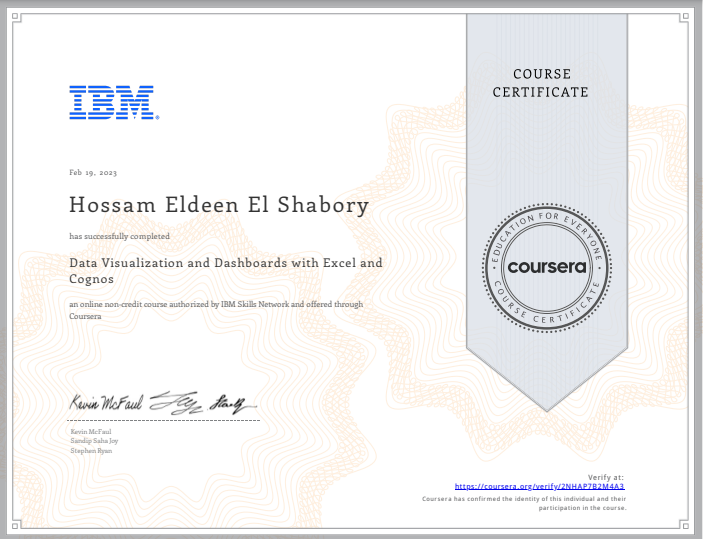 COURSE
CERTIFICATE
IBM
Feb 19, 2023
Hossam Eldeen El Shabory
has successfully completed
Data Visualization and Dashboards with Excel and
Cognos
an online non-credit course authorized by IBM Skills Network and offered through
Coursera
EDUCATION FOR EVERYONE
coursera
COURSE CERTIFICATE
Kevin McFaul
Kevin McFaul
Sandip Saha Joy
Stephen Ryan
Verify at:
https://coursera.org/verify/2NHAP7B2M4A3
Coursera has confirmed the identity of this individual and their
participation in the course.